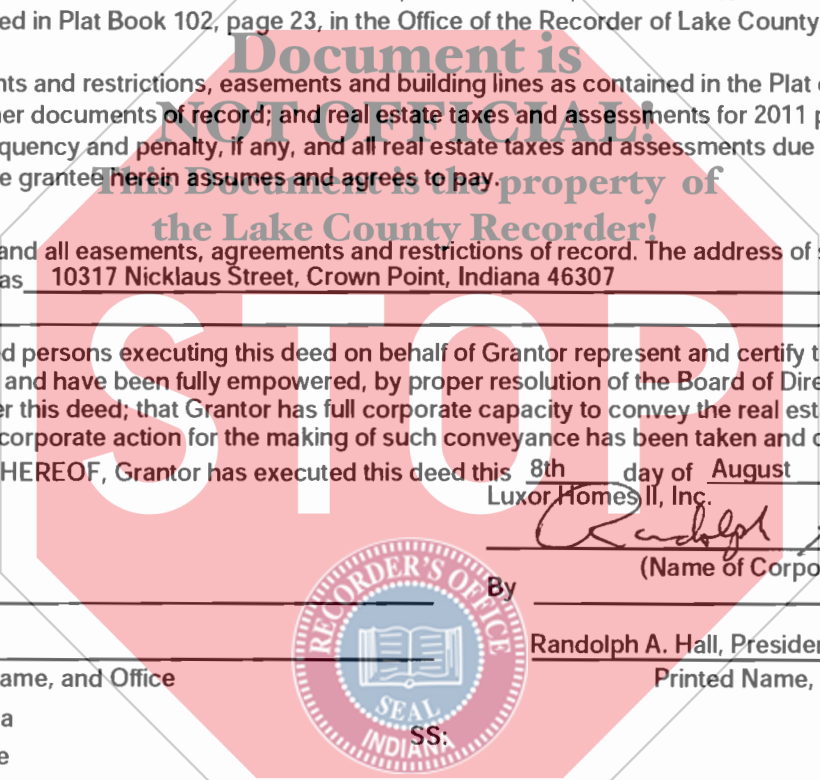 ed in Plat Book 102, page 23, in the Office of the Recorder of Lake County
Document is
nts and restrictions, easements and building lines as contained in the Plat
NOT OFFICIAL!
er documents of record; and real estate taxes and assessments for 2011 p
quency and penalty, if any, and all real estate taxes and assessments due
This Document is the property of
e grantee herein assumes and agrees to pay.
the Lake County Recorder!
and all easements, agreements and restrictions of record. The address of s
as 10317 Nicklaus Street, Crown Point, Indiana 46307
STOP
d persons executing this deed on behalf of Grantor represent and certify t
and have been fully empowered, by proper resolution of the Board of Dire
er this deed; that Grantor has full corporate capacity to convey the real est
corporate action for the making of such conveyance has been taken and
HEREOF, Grantor has executed this deed this 8th day of August
Luxor Homes II, Inc.
Randolph
(Name of Corpo
By
RECORDER'S OFFICE
Randolph A. Hall, Presiden
ame, and Office
Printed Name,
SEAL
a
SS:
INDIANA
e